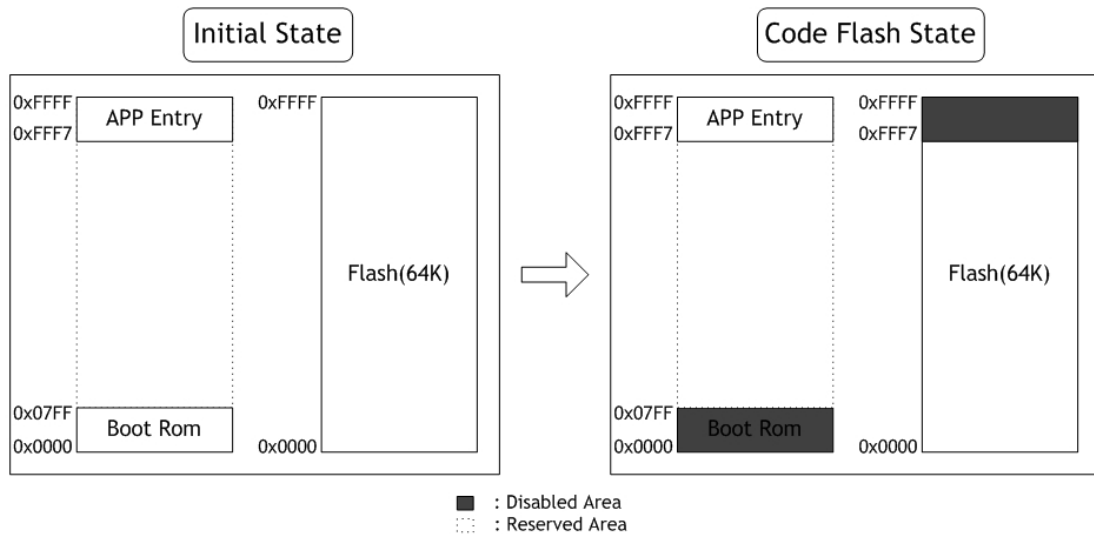 Initial State
Code Flash State
0xFFFF
APP Entry
0xFFF7
0xFFFF
Flash(64K)
0x07FF
Boot Rom
0x0000
0x0000
0xFFFF
APP Entry
0xFFF7
0xFFFF
0xFFF7
Flash(64K)
0x07FF
Boot Rom
0x0000
0x0000
: Disabled Area
: Reserved Area